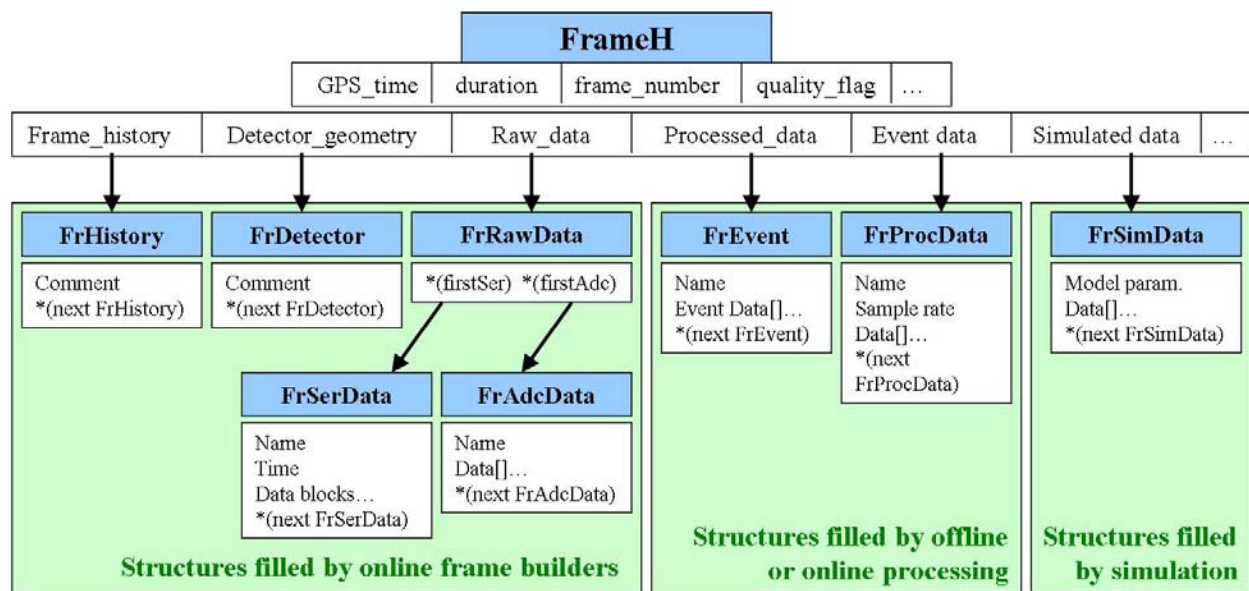 FrameH
GPS_time duration frame_number quality_flag ...
Frame_history Detector_geometry Raw_data Processed_data Event data Simulated data ...
FrHistory
Comment
*(next FrHistory)
FrDetector
Comment
*(next FrDetector)
FrRawData
*(firstSer) *(firstAdc)
FrSerData
Name
Time
Data blocks...
*(next FrSerData)
FrAdcData
Name
Data[]...
*(next FrAdcData)
Structures filled by online frame builders
FrEvent
Name
Event Data[]...
*(next FrEvent)
FrProcData
Name
Sample rate
Data[]...
*(next
FrProcData)
Structures filled by offline
or online processing
FrSimData
Model param.
Data[]...
*(next FrSimData)
Structures filled
by simulation